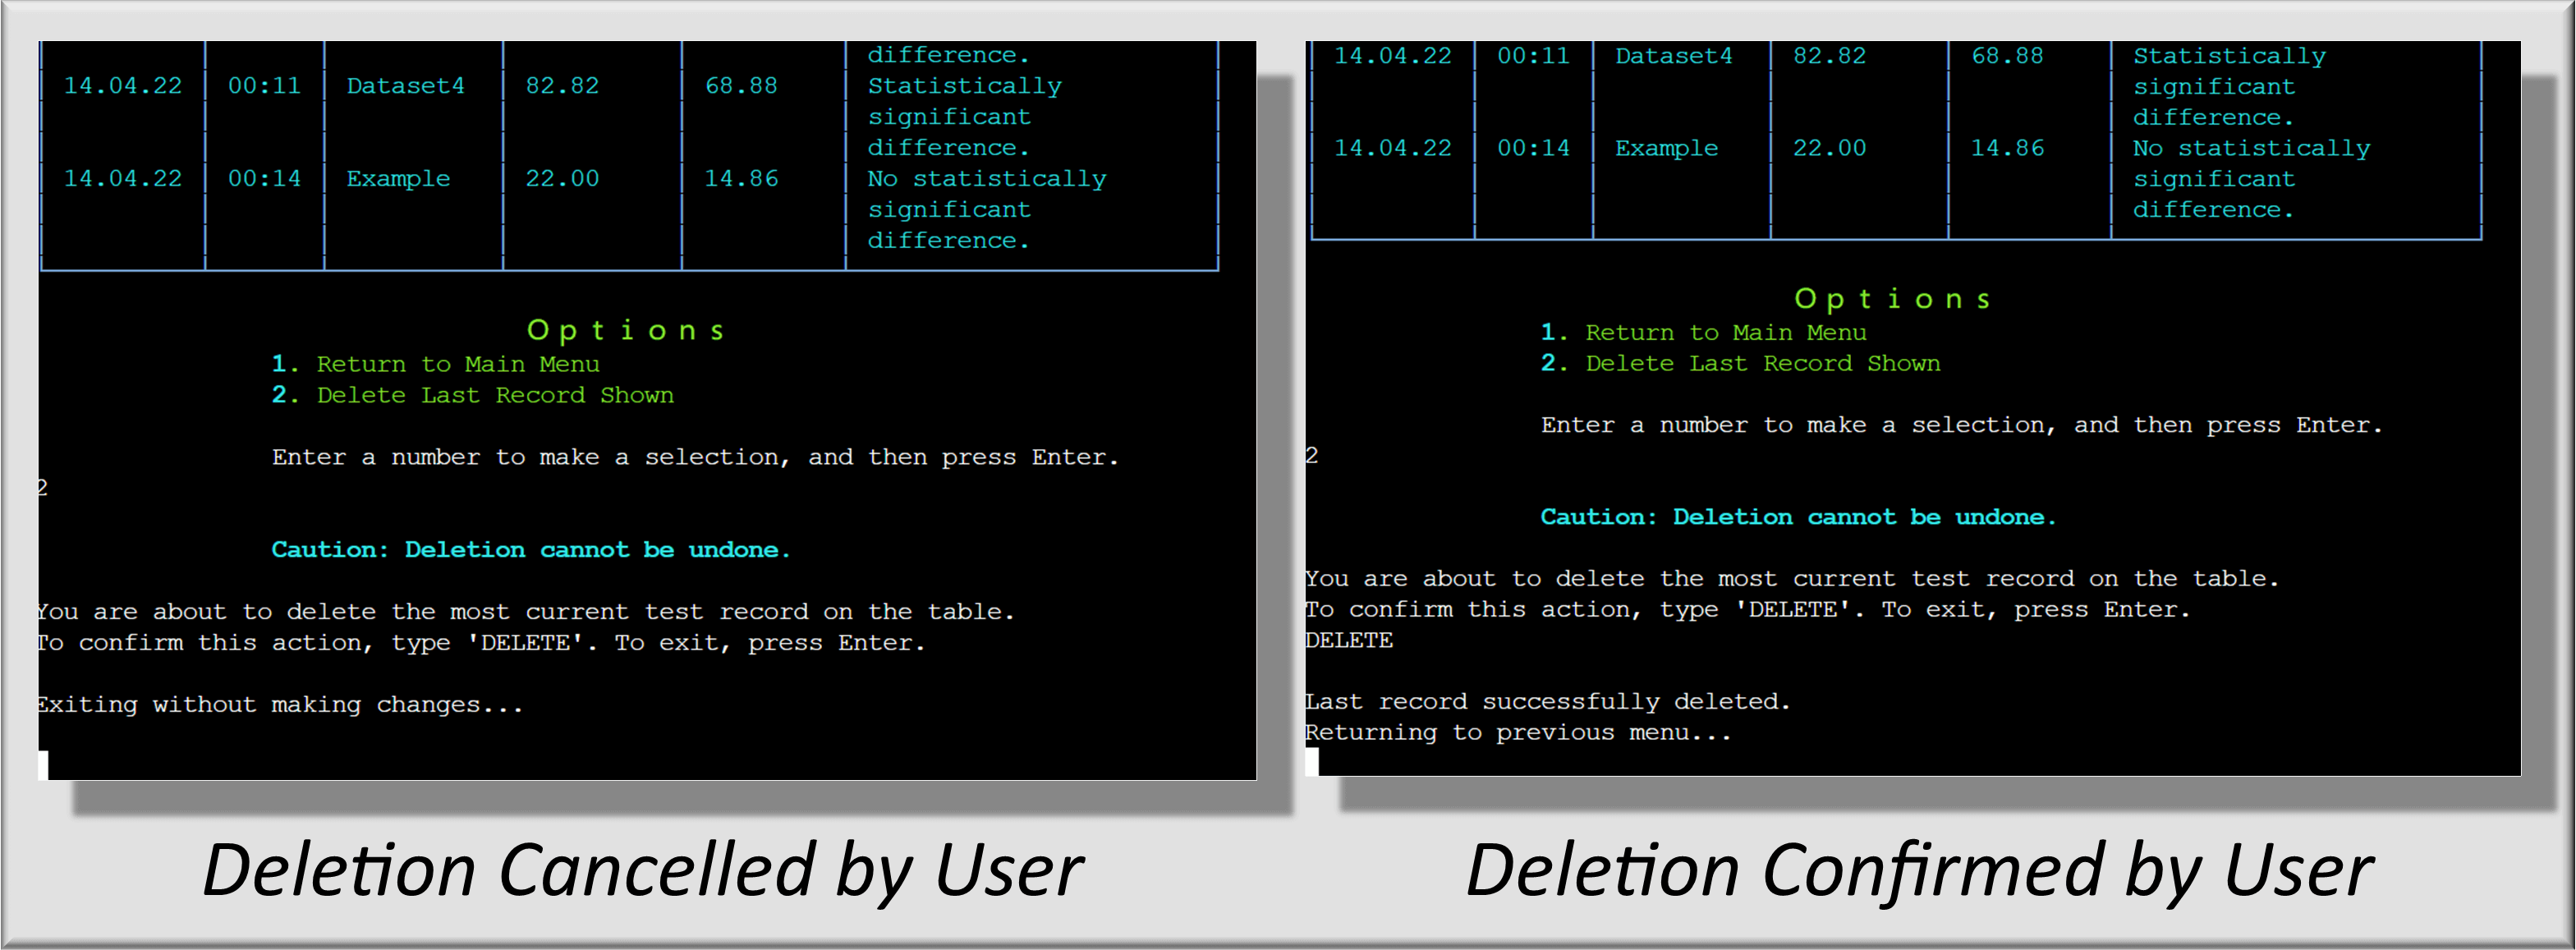 difference.
14.04.22 00:11 Dataset4 82.82 68.88 Statistically
significant
difference.
14.04.22 00:14 Example 22.00 14.86 No statistically
significant
difference.
Options
1. Return to Main Menu
2. Delete Last Record Shown
Enter a number to make a selection, and then press Enter.
2
Caution: Deletion cannot be undone.
You are about to delete the most current test record on the table.
To confirm this action, type 'DELETE'. To exit, press Enter.
Exiting without making changes...
Deletion Cancelled by User
14.04.22 00:11 Dataset4 82.82 68.88 Statistically
significant
difference.
14.04.22 00:14 Example 22.00 14.86 No statistically
significant
difference.
Options
1. Return to Main Menu
2. Delete Last Record Shown
Enter a number to make a selection, and then press Enter.
2
Caution: Deletion cannot be undone.
You are about to delete the most current test record on the table.
To confirm this action, type 'DELETE'. To exit, press Enter.
DELETE
Last record successfully deleted.
Returning to previous menu...
Deletion Confirmed by User